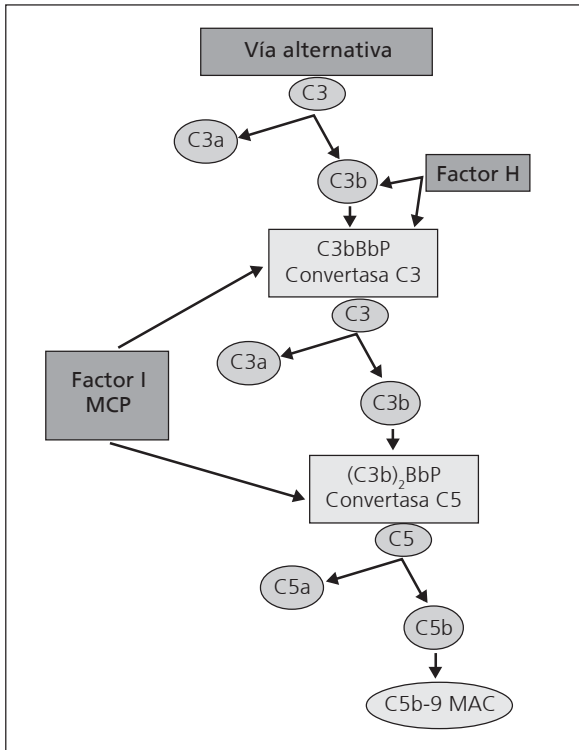 Vía alternativa
C3
C3a
C3b
Factor H
C3bBbP
Convertasa C3
C3
C3a
Factor I
MCP
C3b
(C3b)₂BbP
Convertasa C5
C5
C5a
C5b
C5b-9 MAC